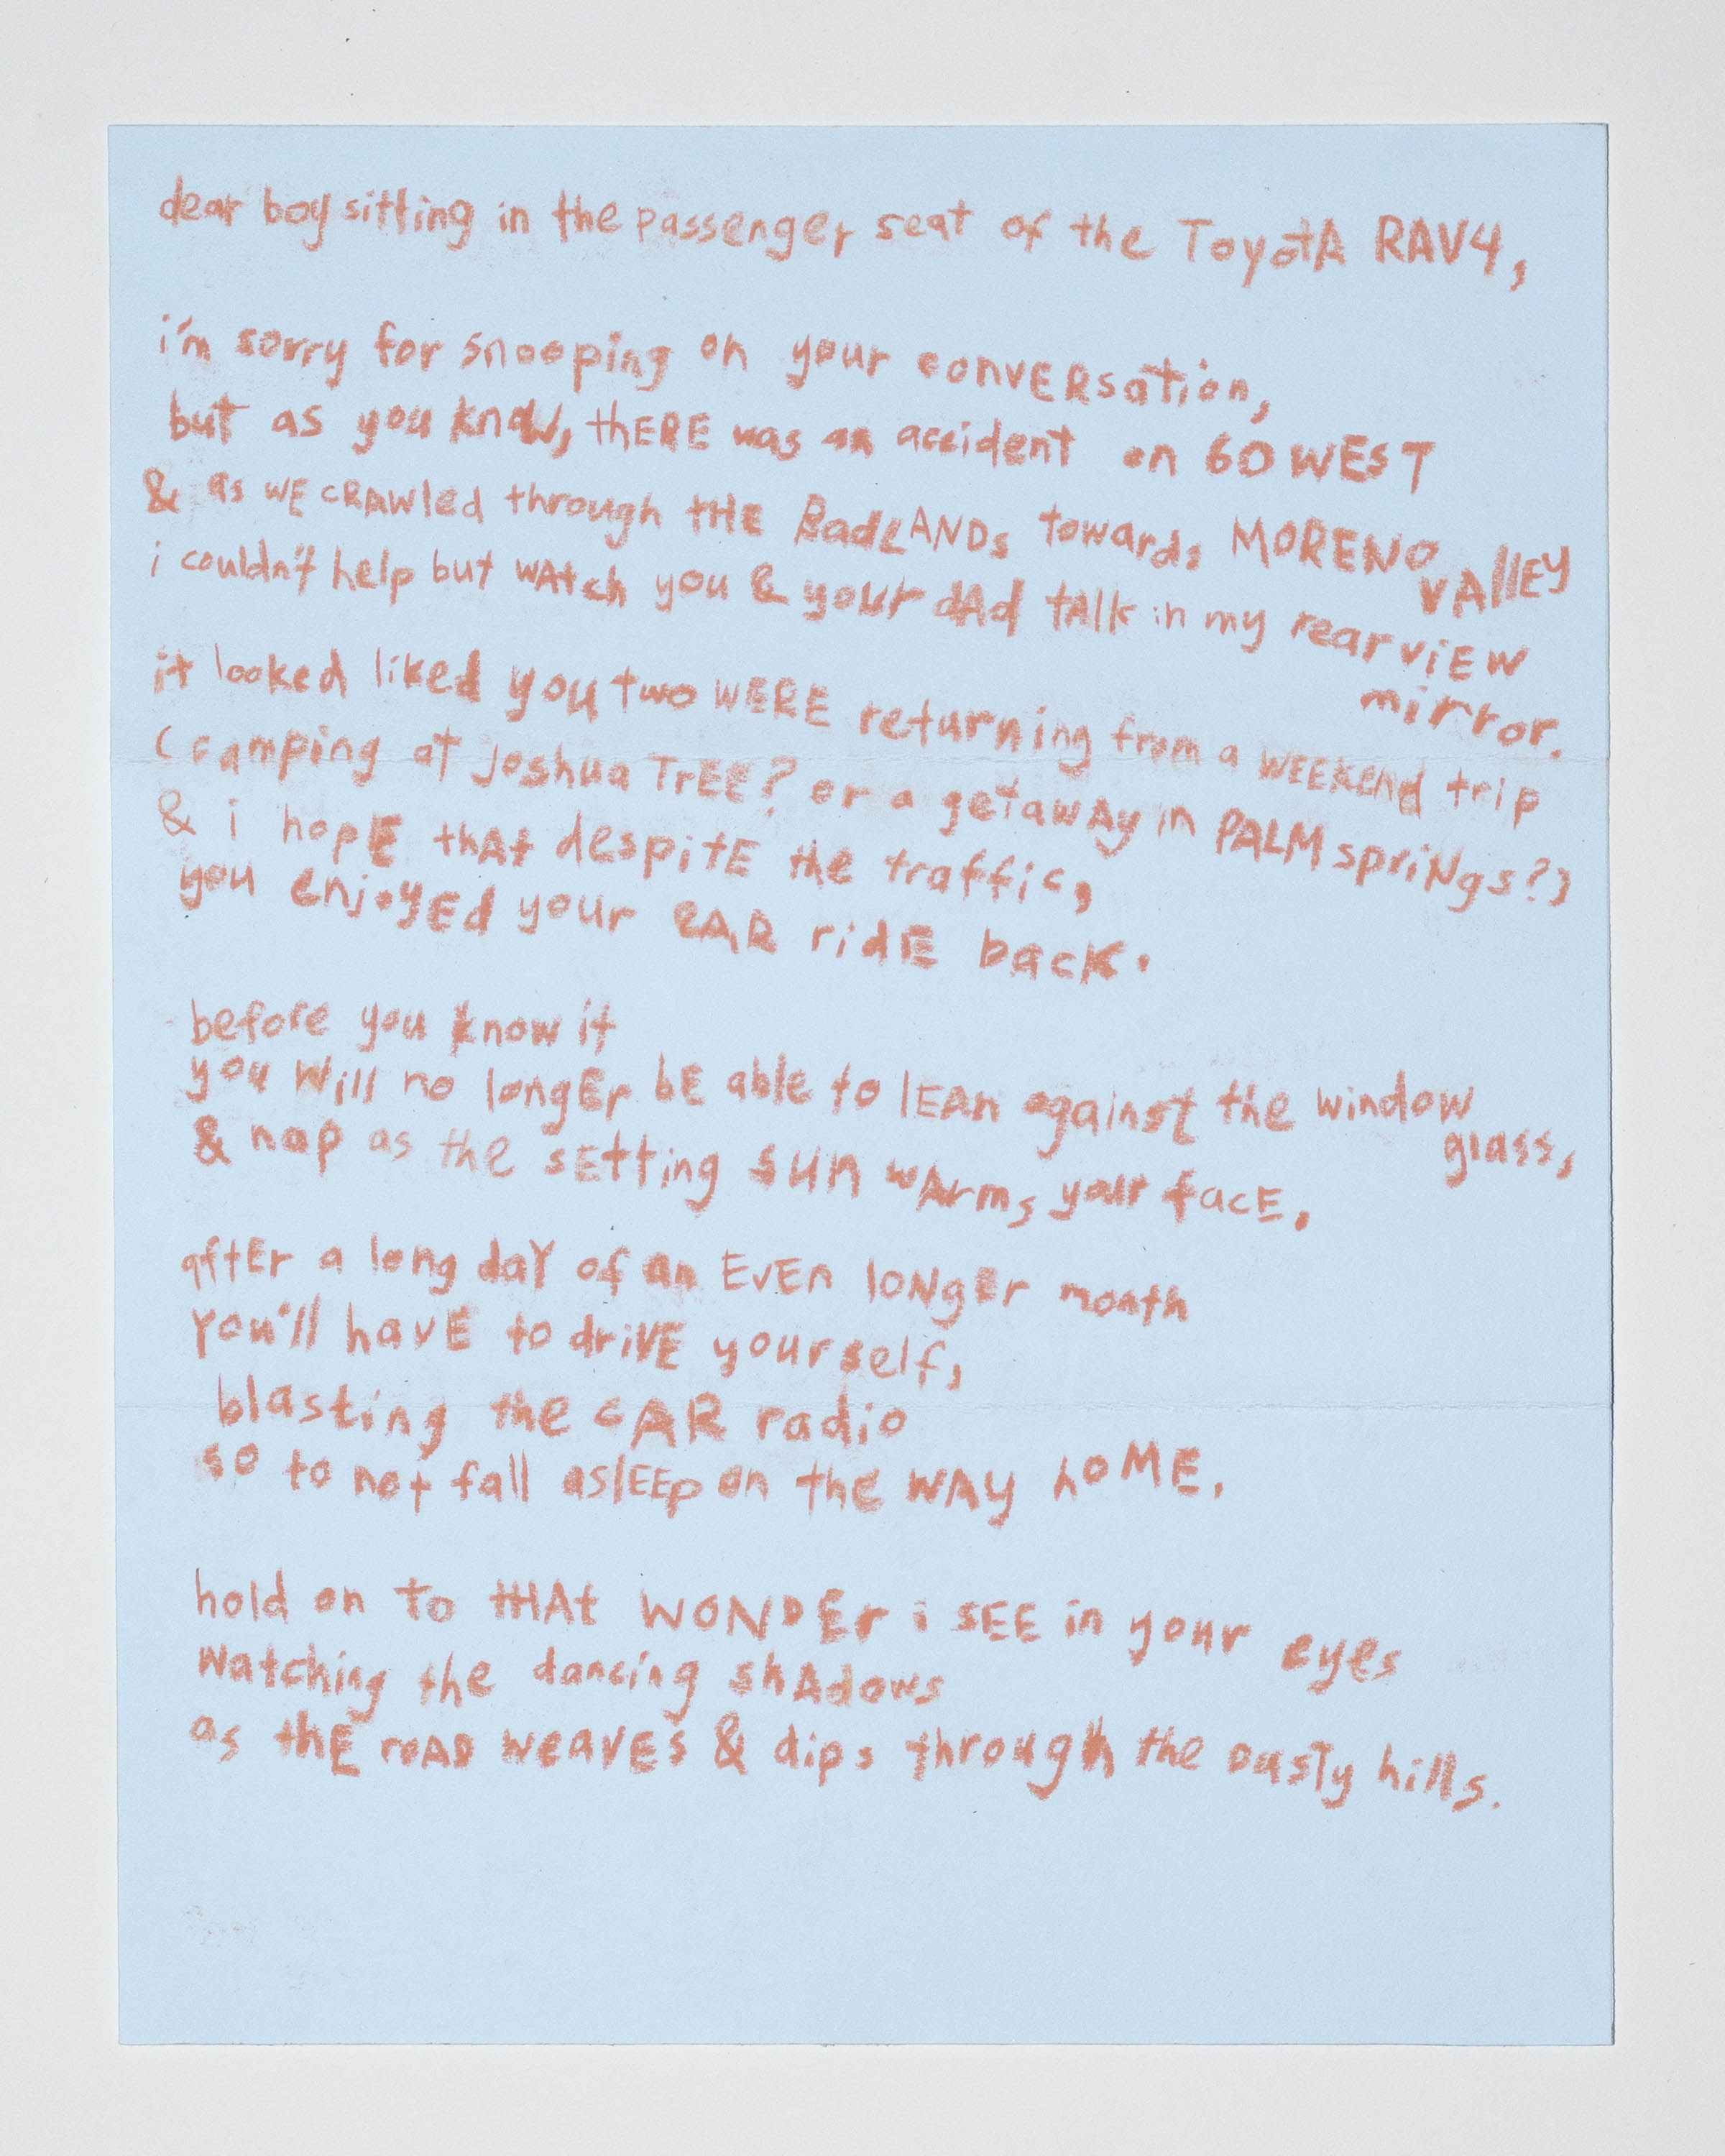 dear boy sitting in the passenger seat of the ToyotA RAV4,
i'm sorry for snooping on your convERsation,
but as you know, thERE was an accident on 60 WEST
& as WE cRAWled through tHE BadLANDs towards MORENO VAllEY
i couldn't help but wAtch you & your dAd tAlk in my rear viEW mirror.
it looked liked you two WERE returning from a WEEKEnd trip
(camping at Joshua TrEE? or a getawAy in PALM spriNgs?)
& i hopE thAt despitE the traffic,
you enjoyEd your cAR ridE back.
before you know it
you will no longEr bE able to lEAn against the window glass,
& nap as the sEtting sun wArms your facE.
aftEr a long daY of an EvEn loNgEr month
You'll havE to drivE yourself,
blasting the cAR radio
so to not fall aslEEp on the WAY hoME.
hold on to tHAt WONDEr i SEE in your eyes
watching the dancing shAdows
as thE roAD weavEs & dips through the Dusty hills.